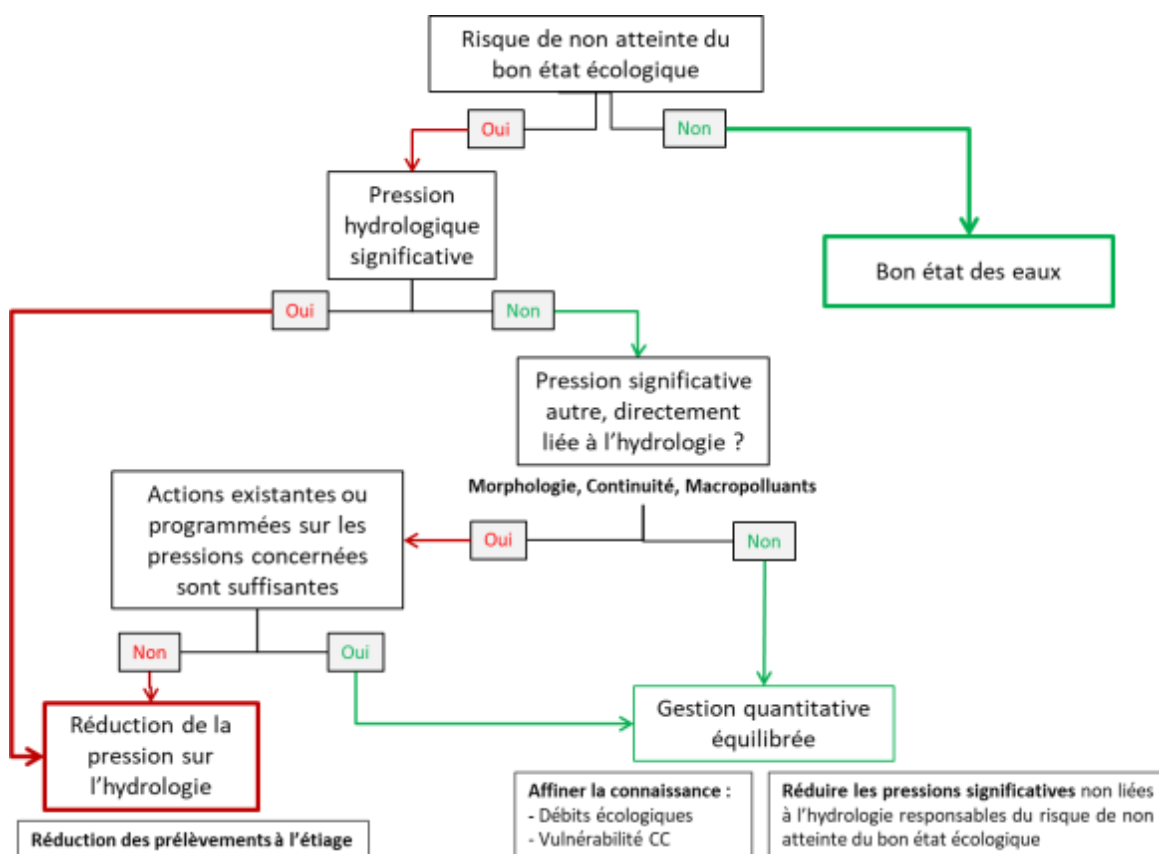 Risque de non atteinte du
bon état écologique
Oui
Non
Pression
hydrologique
significative
Bon état des eaux
Oui
Non
Pression significative
autre, directement
liée à l’hydrologie ?
Morphologie, Continuité, Macropolluants
Actions existantes ou
programmées sur les
pressions concernées
sont suffisantes
Oui
Non
Non
Oui
Réduction de la
pression sur
l’hydrologie
Gestion quantitative
équilibrée
Réduction des prélèvements à l’étiage
Affiner la connaissance :
- Débits écologiques
- Vulnérabilité CC
Réduire les pressions significatives non liées
à l’hydrologie responsables du risque de non
atteinte du bon état écologique